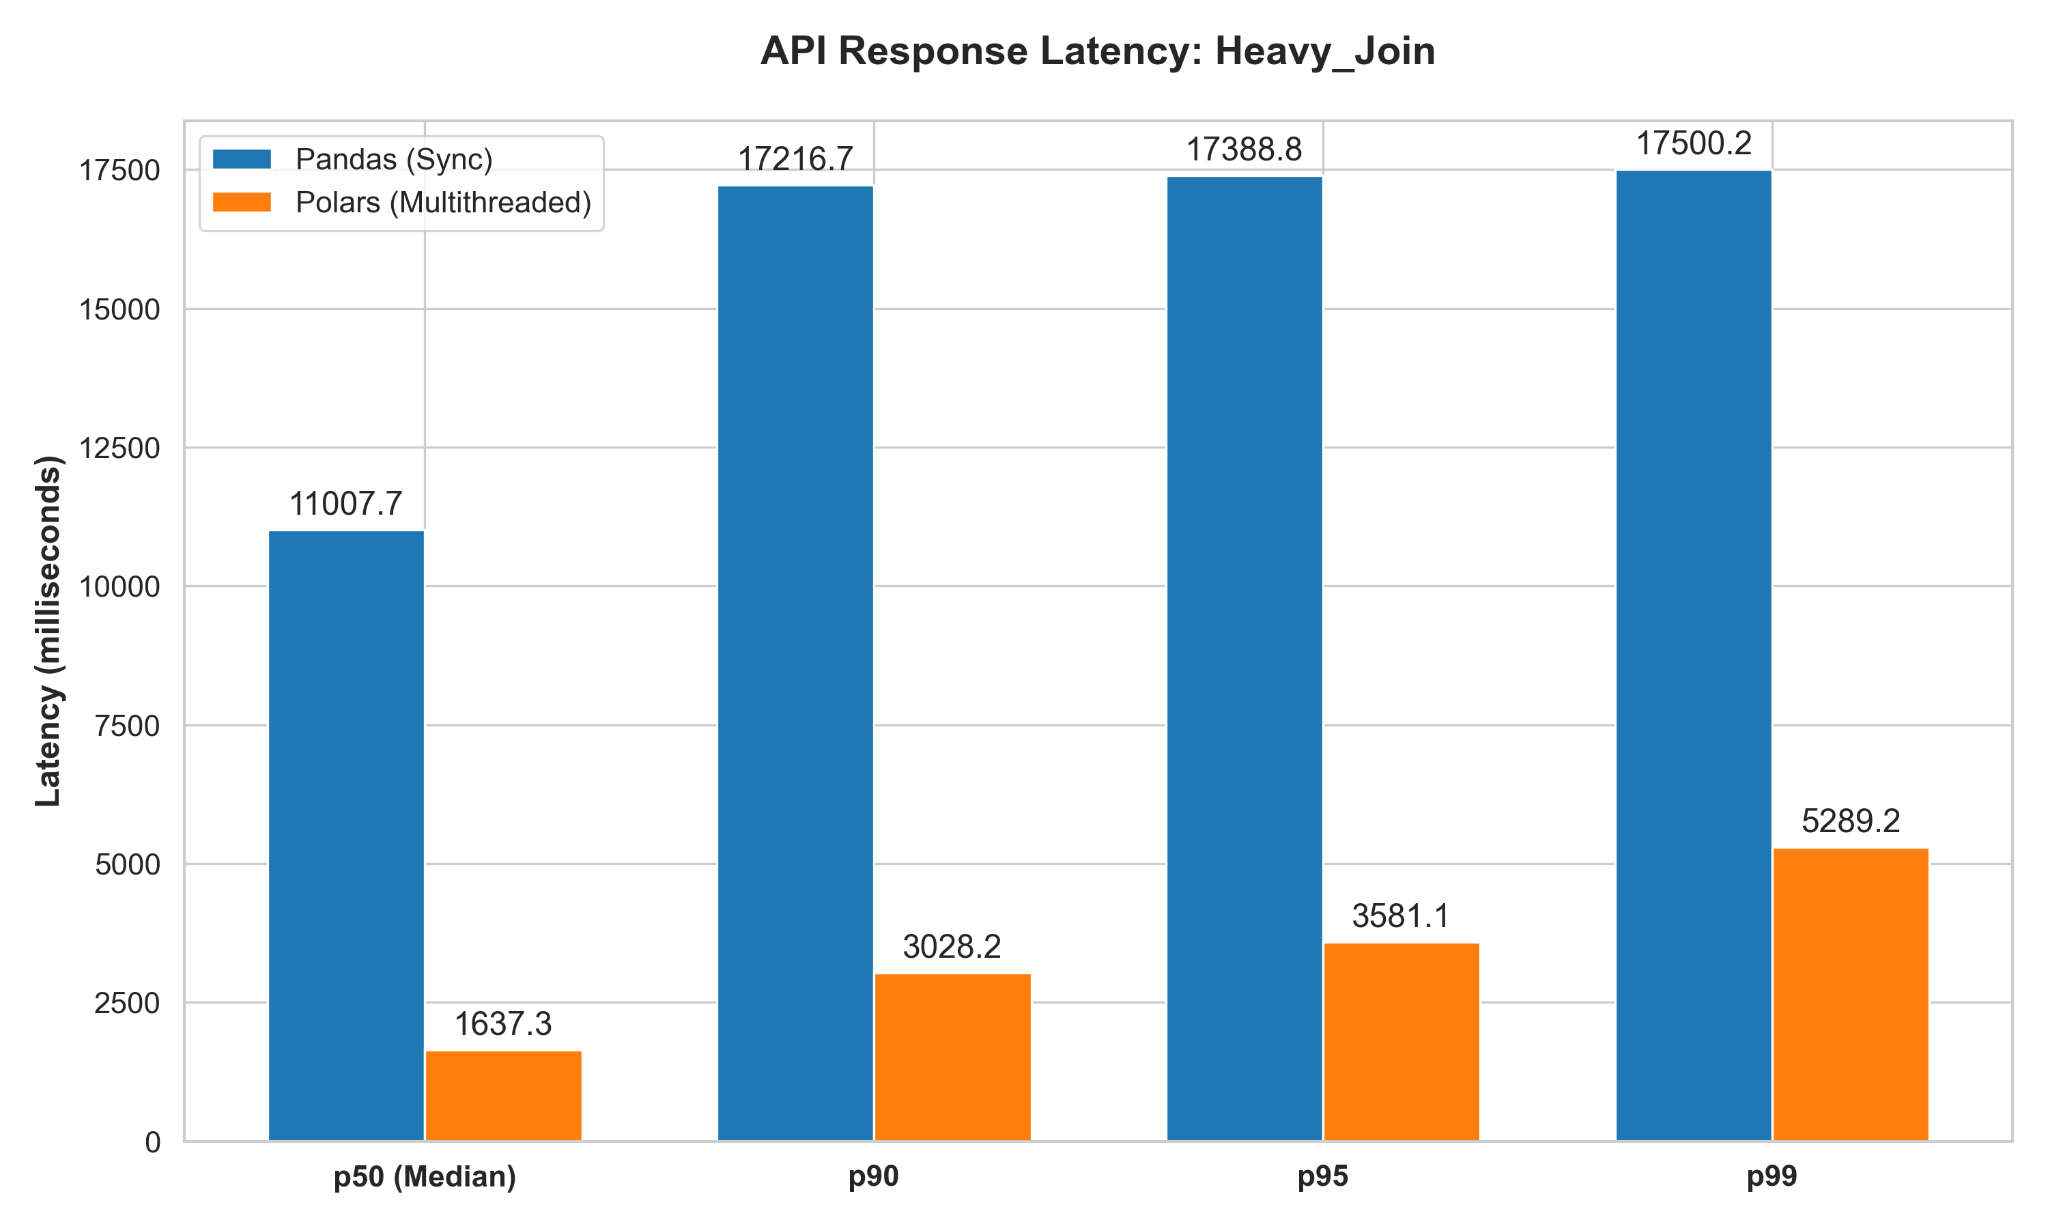 API Response Latency: Heavy_Join
Pandas (Sync)
Polars (Multithreaded)
Latency (milliseconds)
17500
15000
12500
10000
7500
5000
2500
0
11007.7
1637.3
17216.7
3028.2
17388.8
3581.1
17500.2
5289.2
p50 (Median)
p90
p95
p99